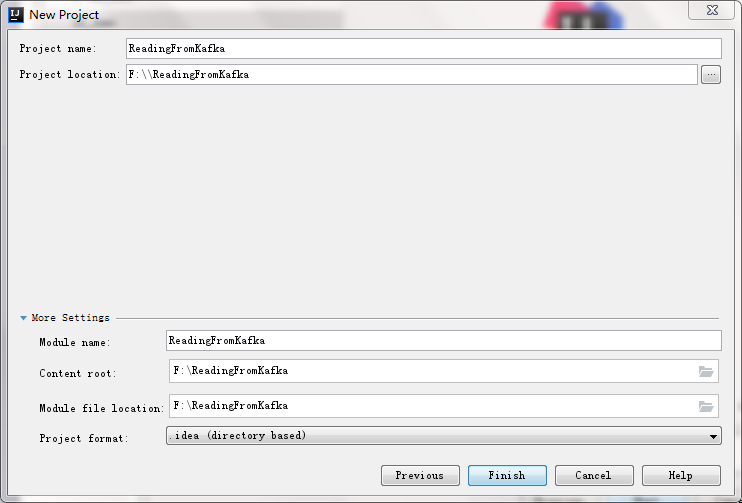 New Project
Project name: ReadingFromKafka
Project location: F:\\ReadingFromKafka ...
More Settings
Module name: ReadingFromKafka
Content root: F:\ReadingFromKafka
Module file location: F:\ReadingFromKafka
Project format: .idea (directory based)
Previous Finish Cancel Help